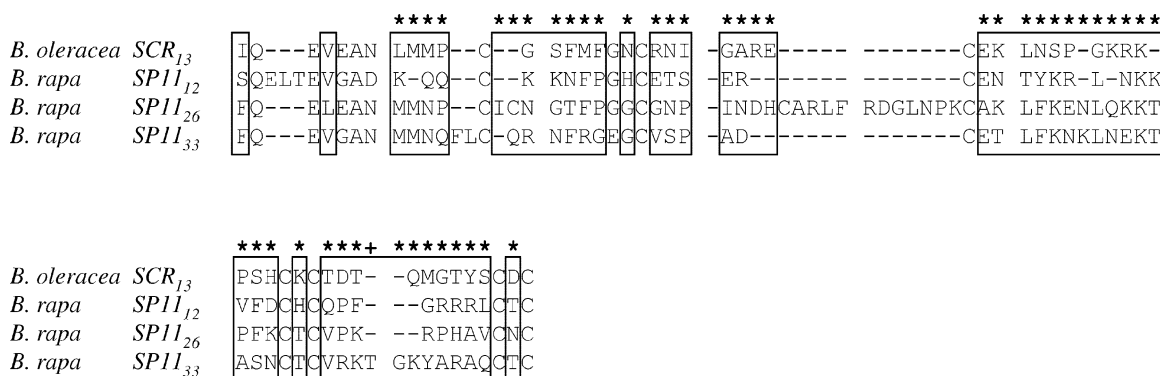 **** *** **** * *** **** ** **********
B. oleracea SCR13 IQ---EVEAN LMMP--C--G SFMFGNCRNI -GARE----- ---------CEK LNSP-GKRK-
B. rapa SP1112 SQELTEVGAD K-QQ--C--K KNFPGHCETS -ER------- ---------CEN TYKR-L-NKK
B. rapa SP1126 FQ---ELEAN MMNP-CICNG TFPGGCGNP -INDHCARLF RDGLNPKCAK LFKENLQKKT
B. rapa SP1133 FQ---EVGAN MMNQFLC-QR NFRGEGCVSP -AD------- -------CET LFKNKLNEKT
*** * ***+ ******* *
B. oleracea SCR13 PSHCKCTDT- -QMGTYSCDC
B. rapa SP1112 VFDCHCQPF- --GRRRLCTC
B. rapa SP1126 PFKCTCVPK- --RPHAVCNC
B. rapa SP1133 ASNCTCVRKT GKYARAQCTC